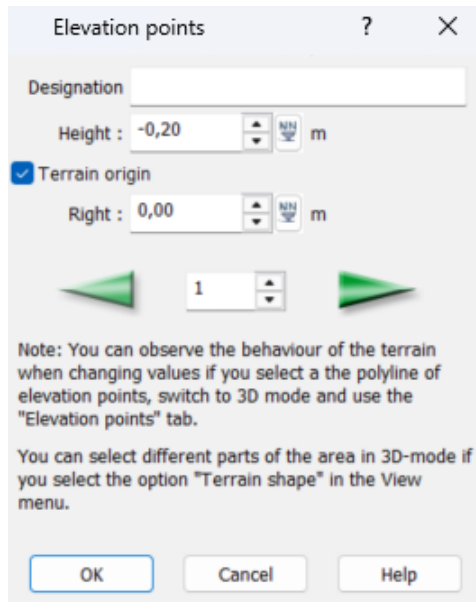 Elevation points ?
Designation
Height : -0,20 NN m
Terrain origin
Right : 0,00 NN m
1
Note: You can observe the behaviour of the terrain
when changing values if you select a the polyline of
elevation points, switch to 3D mode and use the
"Elevation points" tab.
You can select different parts of the area in 3D-mode if
you select the option "Terrain shape" in the View
menu.
OK Cancel Help